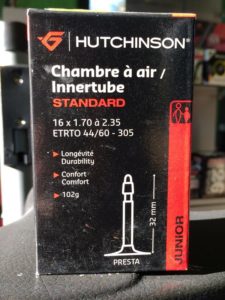 HUTCHINSON®
Chambre à air /
Innertube
STANDARD
16 x 1.70 à 2.35
ETRTO 44/60 - 305
Longévité
Durability
Confort
Comfort
102g
32 mm
PRESTA
JUNIOR